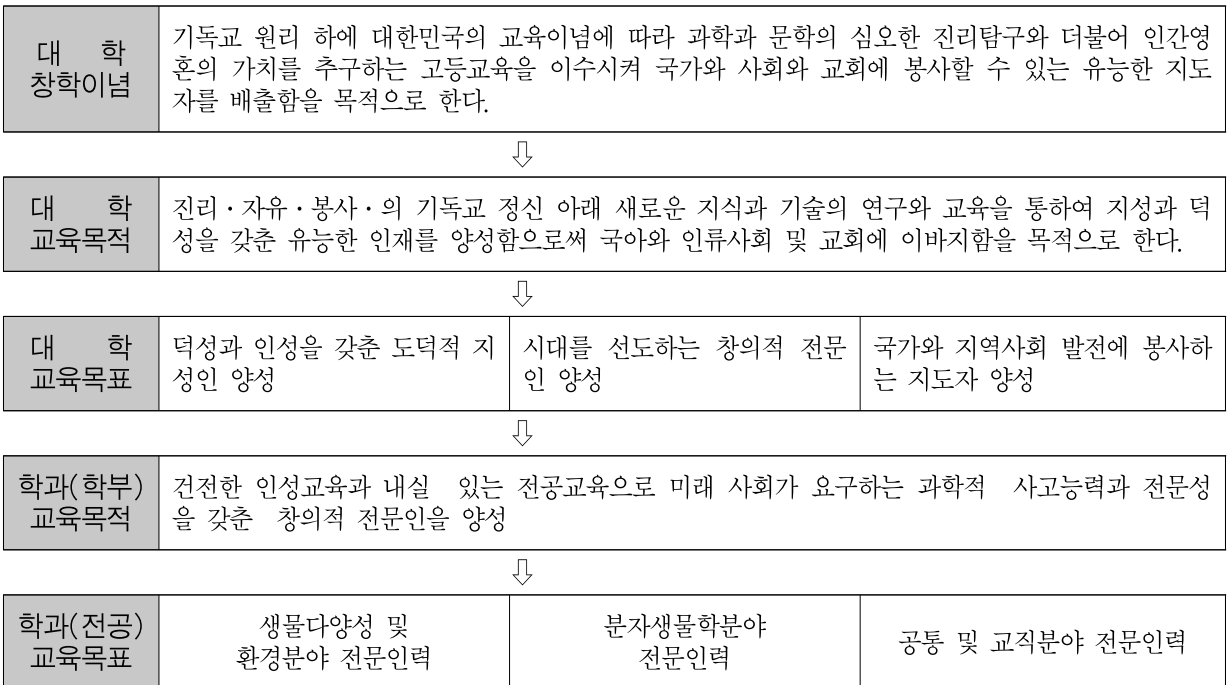 대 학
창학이념
기독교 원리 하에 대한민국의 교육이념에 따라 과학과 문학의 심오한 진리탐구와 더불어 인간영
혼의 가치를 추구하는 고등교육을 이수시켜 국가와 사회와 교회에 봉사할 수 있는 유능한 지도
자를 배출함을 목적으로 한다.
⇩
대 학
교육목적
진리·자유·봉사·의 기독교 정신 아래 새로운 지식과 기술의 연구와 교육을 통하여 지성과 덕
성을 갖춘 유능한 인재를 양성함으로써 국아와 인류사회 및 교회에 이바지함을 목적으로 한다.
⇩
대 학
교육목표
덕성과 인성을 갖춘 도덕적 지
성인 양성
시대를 선도하는 창의적 전문
인 양성
국가와 지역사회 발전에 봉사하
는 지도자 양성
⇩
학과(학부)
교육목적
건전한 인성교육과 내실 있는 전공교육으로 미래 사회가 요구하는 과학적 사고능력과 전문성
을 갖춘 창의적 전문인을 양성
⇩
학과(전공)
교육목표
생물다양성 및
환경분야 전문인력
분자생물학분야
전문인력
공통 및 교직분야 전문인력